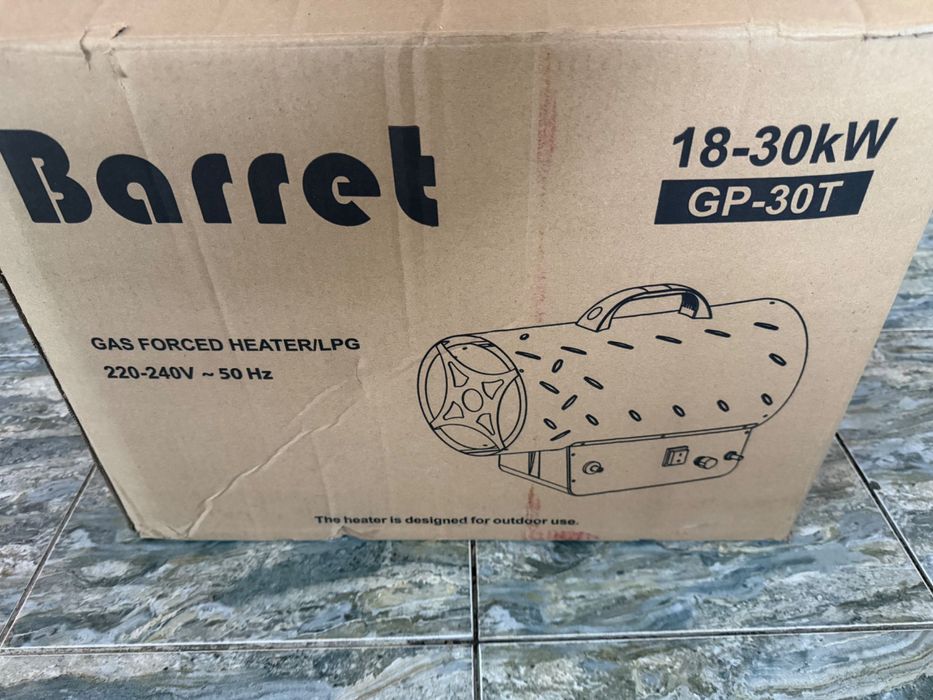 Barret
18-30kW
GP-30T
GAS FORCED HEATER/LPG
220-240V ~ 50 Hz
The heater is designed for outdoor use.